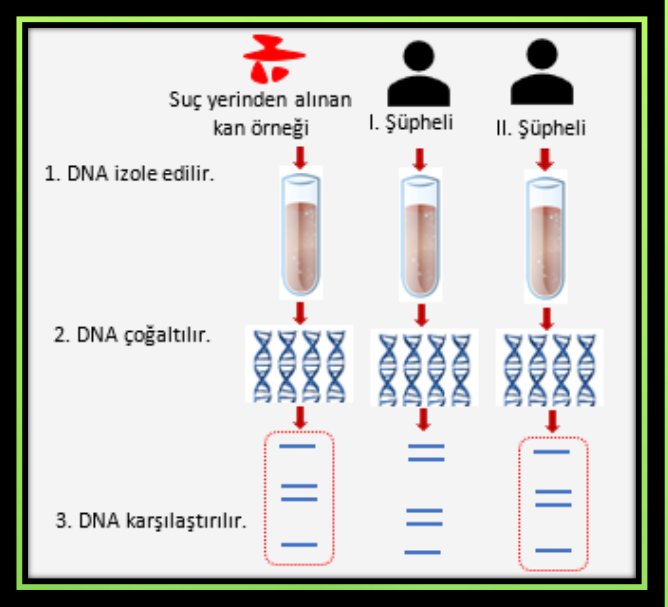 Suç yerinden alınan
kan örneği
I. Şüpheli
II. Şüpheli
1. DNA izole edilir.
2. DNA çoğaltılır.
3. DNA karşılaştırılır.